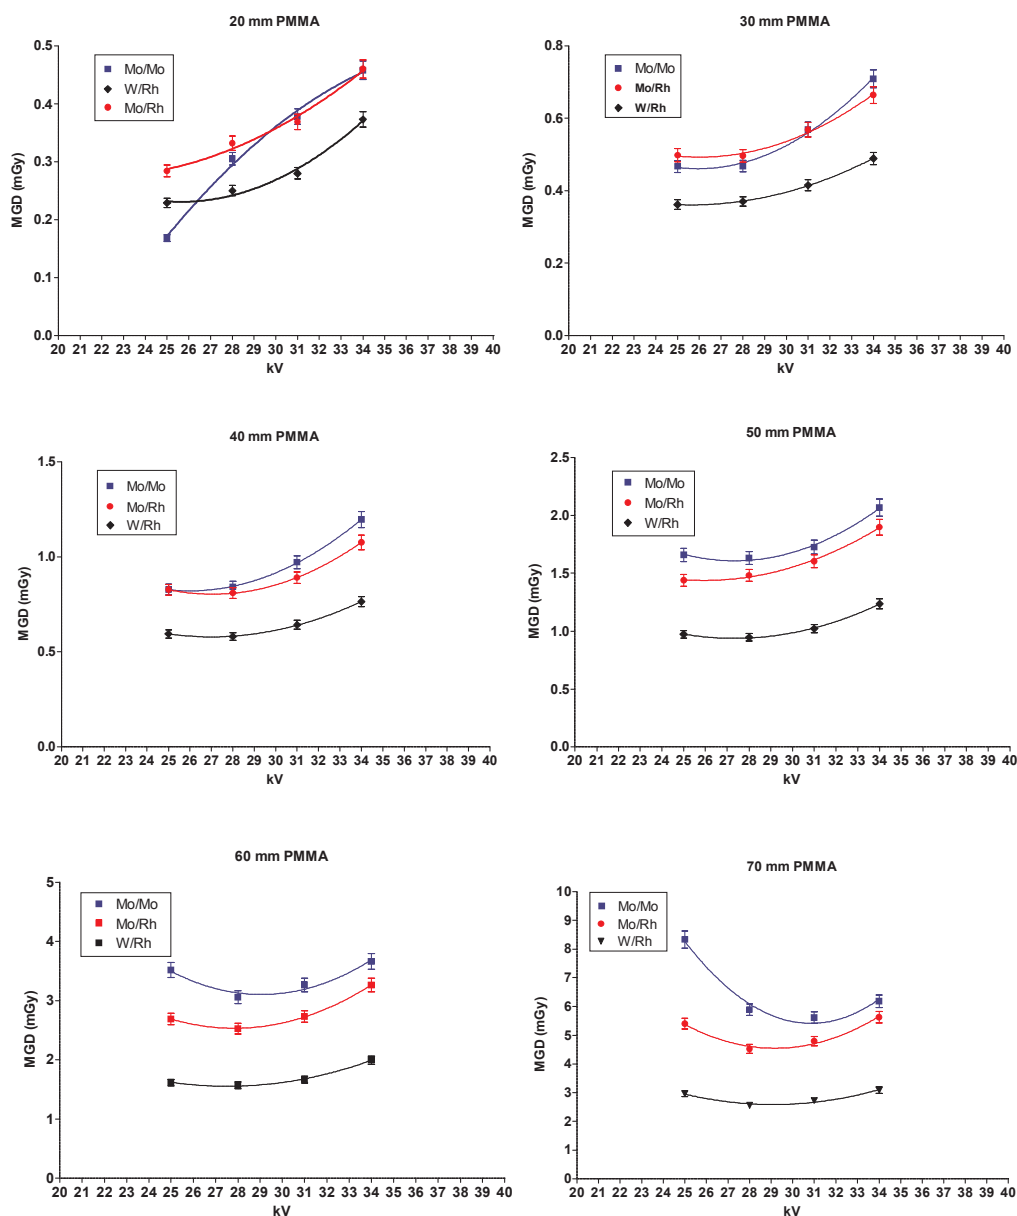 20 mm PMMA
MGD (mGy)
0.5
0.4
0.3
0.2
0.1
0.0
Mo/Mo
W/Rh
Mo/Rh
20 21 22 23 24 25 26 27 28 29 30 31 32 33 34 35 36 37 38 39 40
kV
30 mm PMMA
MGD (mGy)
0.8
0.6
0.4
0.2
0.0
Mo/Mo
Mo/Rh
W/Rh
20 21 22 23 24 25 26 27 28 29 30 31 32 33 34 35 36 37 38 39 40
kV
40 mm PMMA
MGD (mGy)
1.5
1.0
0.5
0.0
Mo/Mo
Mo/Rh
W/Rh
20 21 22 23 24 25 26 27 28 29 30 31 32 33 34 35 36 37 38 39 40
kV
50 mm PMMA
MGD (mGy)
2.5
2.0
1.5
1.0
0.5
0.0
Mo/Mo
Mo/Rh
W/Rh
20 21 22 23 24 25 26 27 28 29 30 31 32 33 34 35 36 37 38 39 40
kV
60 mm PMMA
MGD (mGy)
5
4
3
2
1
0
Mo/Mo
Mo/Rh
W/Rh
20 21 22 23 24 25 26 27 28 29 30 31 32 33 34 35 36 37 38 39 40
kV
70 mm PMMA
MGD (mGy)
10
9
8
7
6
5
4
3
2
1
0
Mo/Mo
Mo/Rh
W/Rh
20 21 22 23 24 25 26 27 28 29 30 31 32 33 34 35 36 37 38 39 40
kV